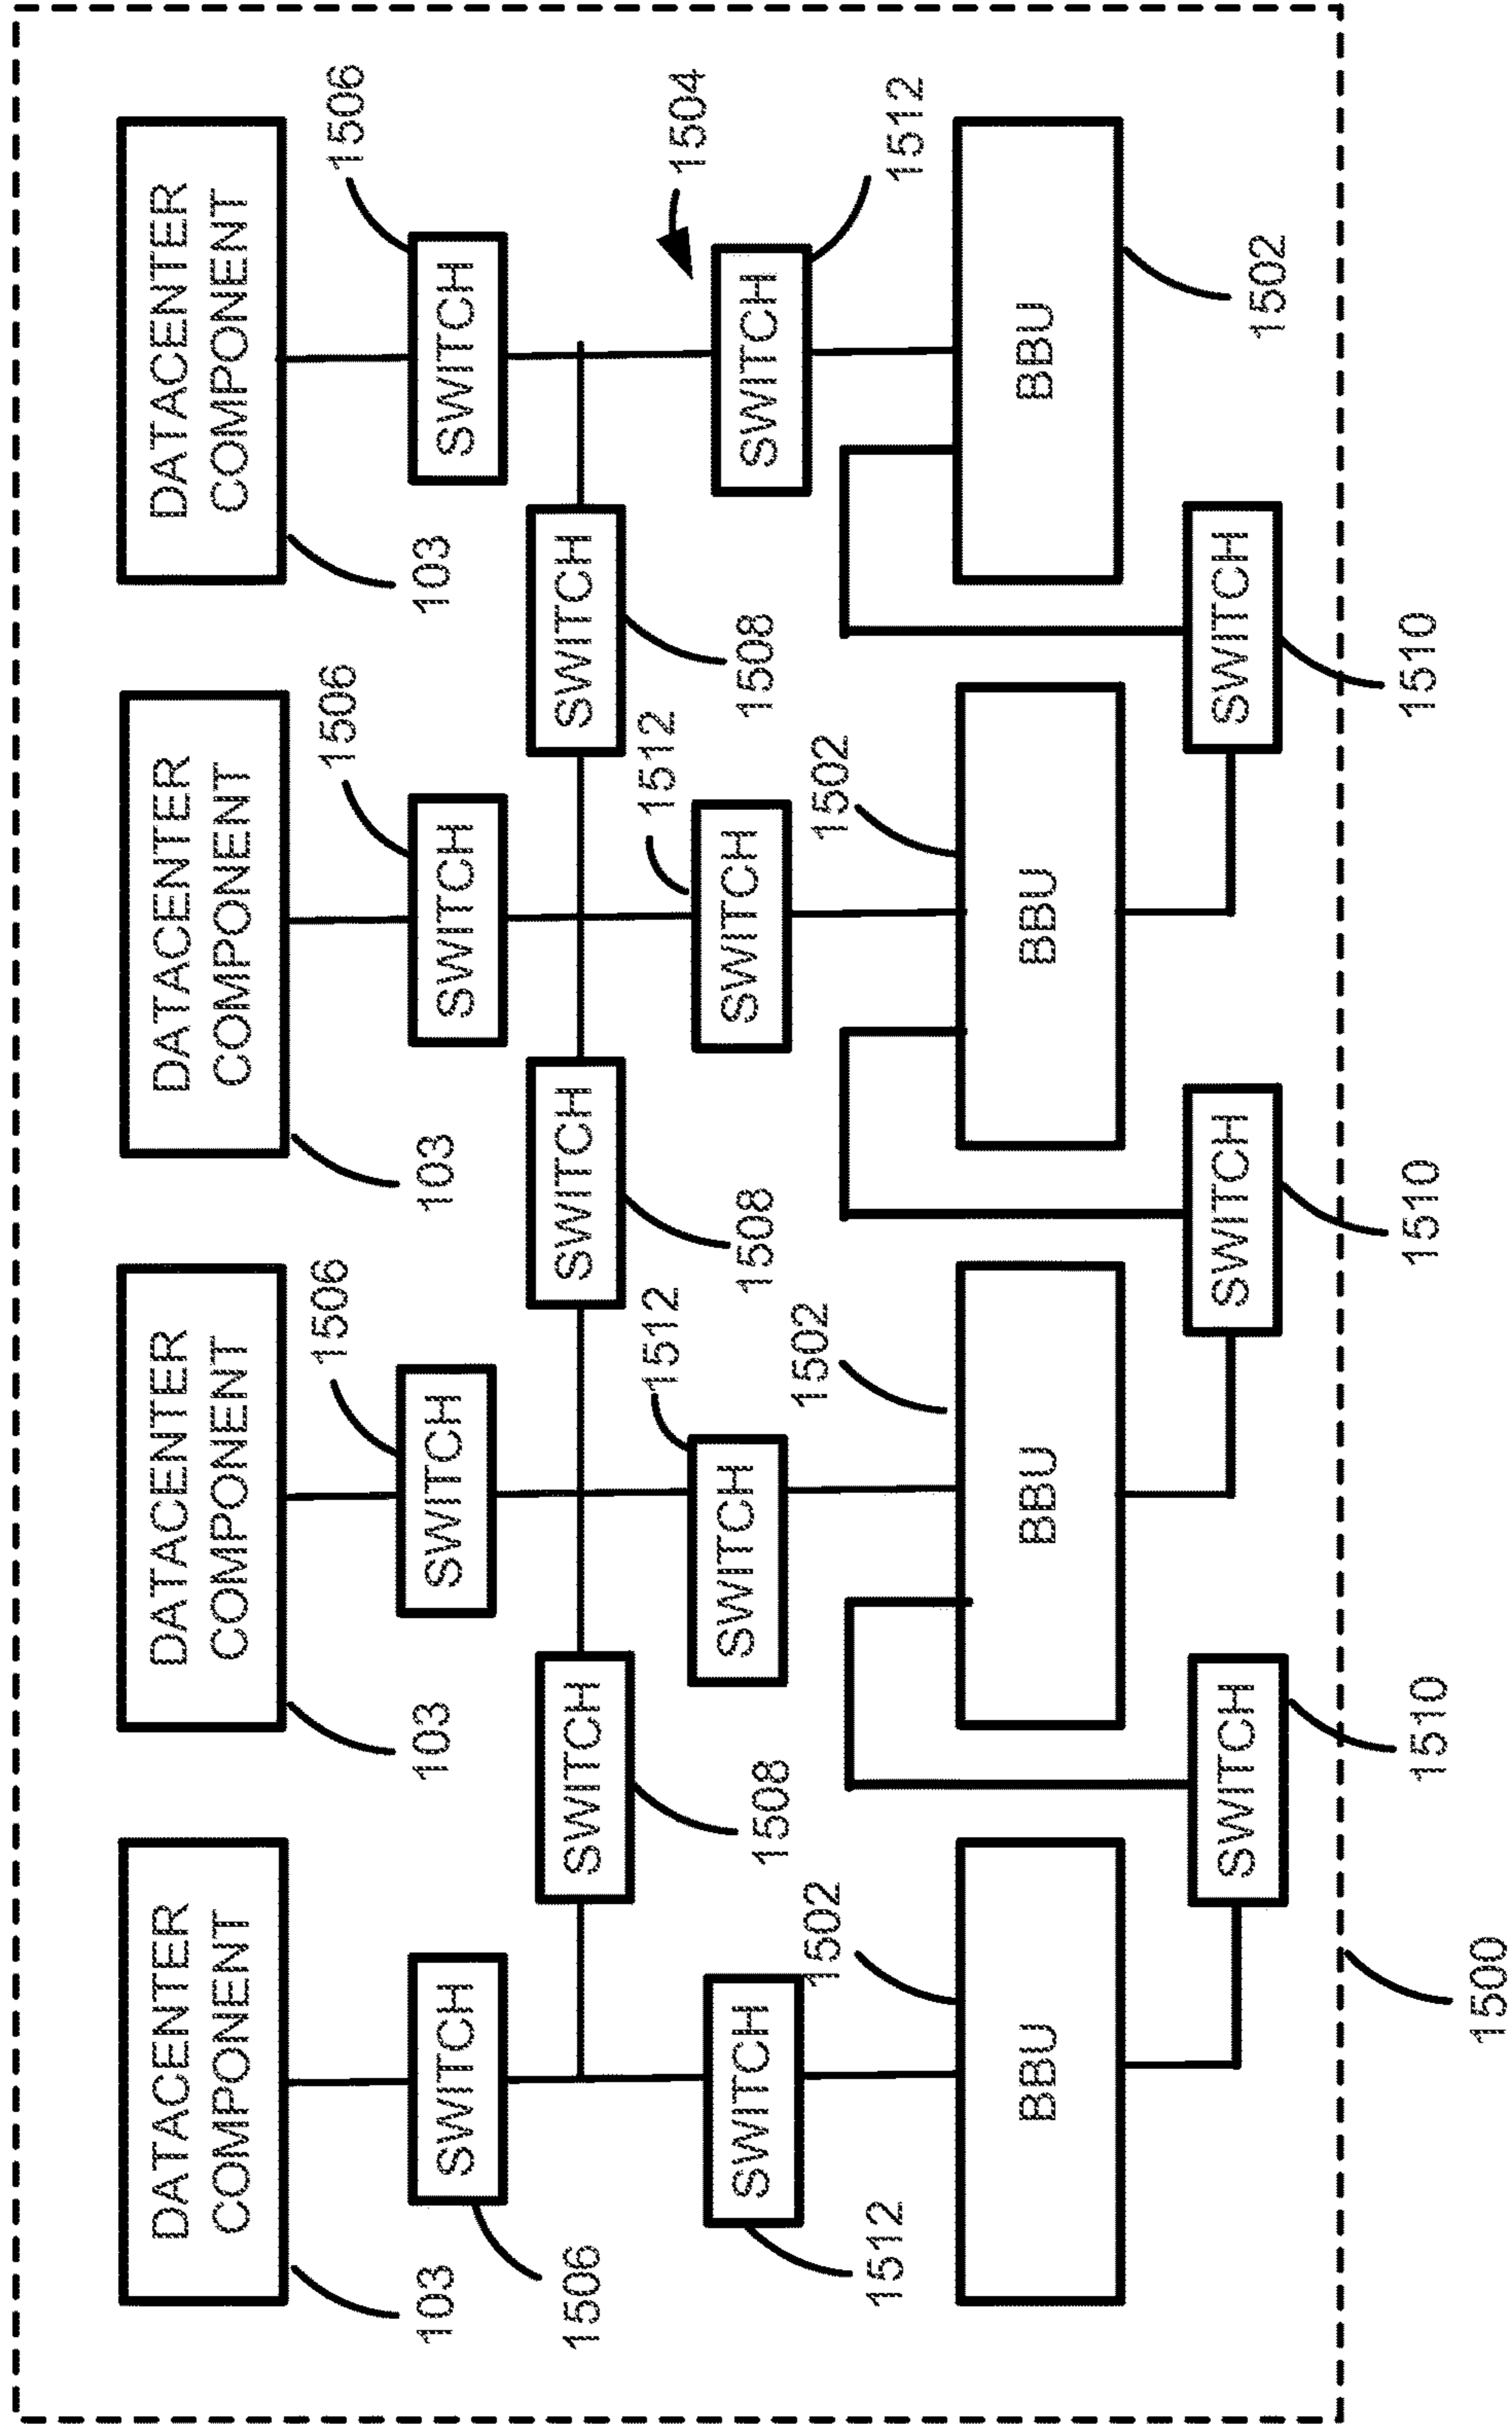 DATACENTER
COMPONENT
DATACENTER
COMPONENT
DATACENTER
COMPONENT
DATACENTER
COMPONENT
103
103
103
103
1506
1506
1506
1506
SWITCH
SWITCH
SWITCH
SWITCH
SWITCH
SWITCH
SWITCH
1508
1508
1508
1504
1512
1512
1512
1512
SWITCH
SWITCH
SWITCH
SWITCH
1502
1502
1502
1502
BBU
BBU
BBU
BBU
SWITCH
SWITCH
SWITCH
1510
1510
1510
1500